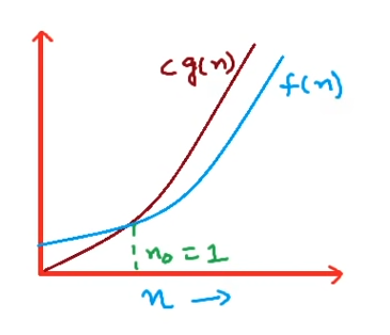 cg(n)
f(n)
n₀ = 1
n →